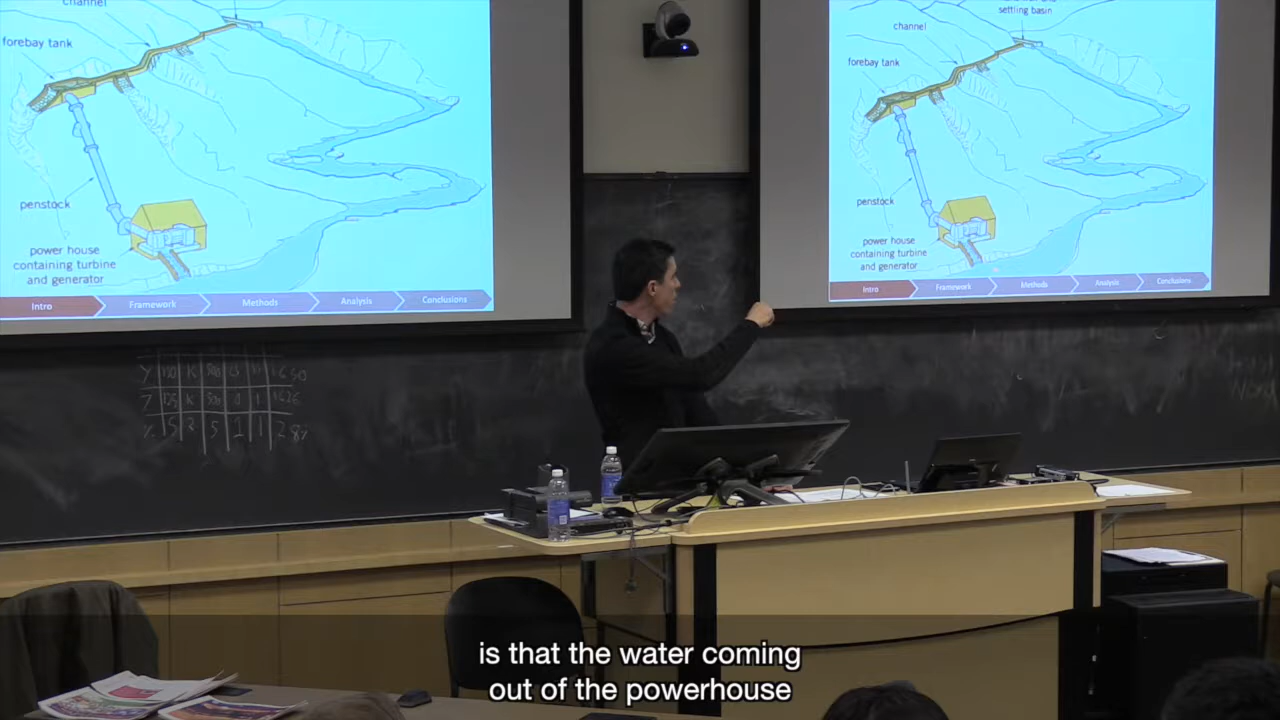 channel
forebay tank
penstock
power house
containing turbine
and generator
Intro
Framework
Methods
Analysis
Conclusions
settling basin
channel
forebay tank
penstock
power house
containing turbine
and generator
Intro
Framework
Methods
Analysis
Conclusions
is that the water coming
out of the powerhouse